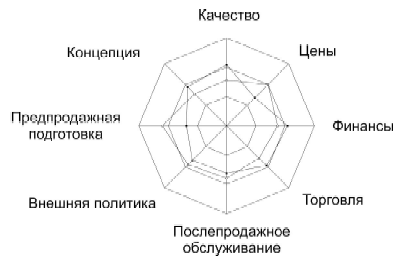 Качество
Концепция
Цены
Предпродажная
подготовка
Финансы
Внешняя политика
Торговля
Послепродажное
обслуживание